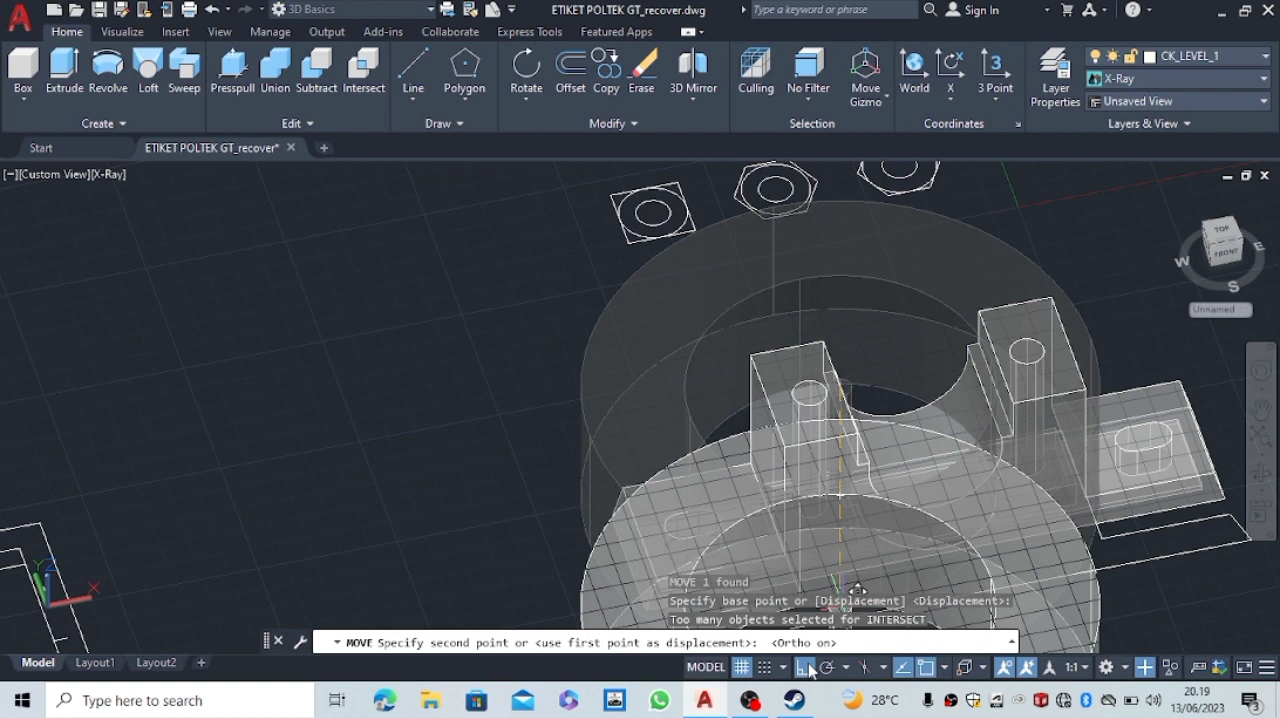 3D Basics
ETIKET POLTEK GT_recover.dwg
Type a keyword or phrase
Sign In
Home Visualize Insert View Manage Output Add-ins Collaborate Express Tools Featured Apps
Box Extrude Revolve Loft Sweep Presspull Union Subtract Intersect Line Polygon Rotate Offset Copy Erase 3D Mirror Culling No Filter Move Gizmo World X 3 Point Layer Properties
CK_LEVEL_1
X-Ray
Unsaved View
Create Edit Draw Modify Selection Coordinates Layers & View
Start ETIKET POLTEK GT_recover*
[−][Custom View][X-Ray]
TOP
FRONT
W
E
S
Unnamed
Y
Z
X
MOVE 1 found
Specify base point or [Displacement] <Displacement>:
Too many objects selected for INTERSECT
MOVE Specify second point or <use first point as displacement>: <Ortho on>
Model Layout1 Layout2
MODEL
1:1
Type here to search
28°C
20.19
13/06/2023
3